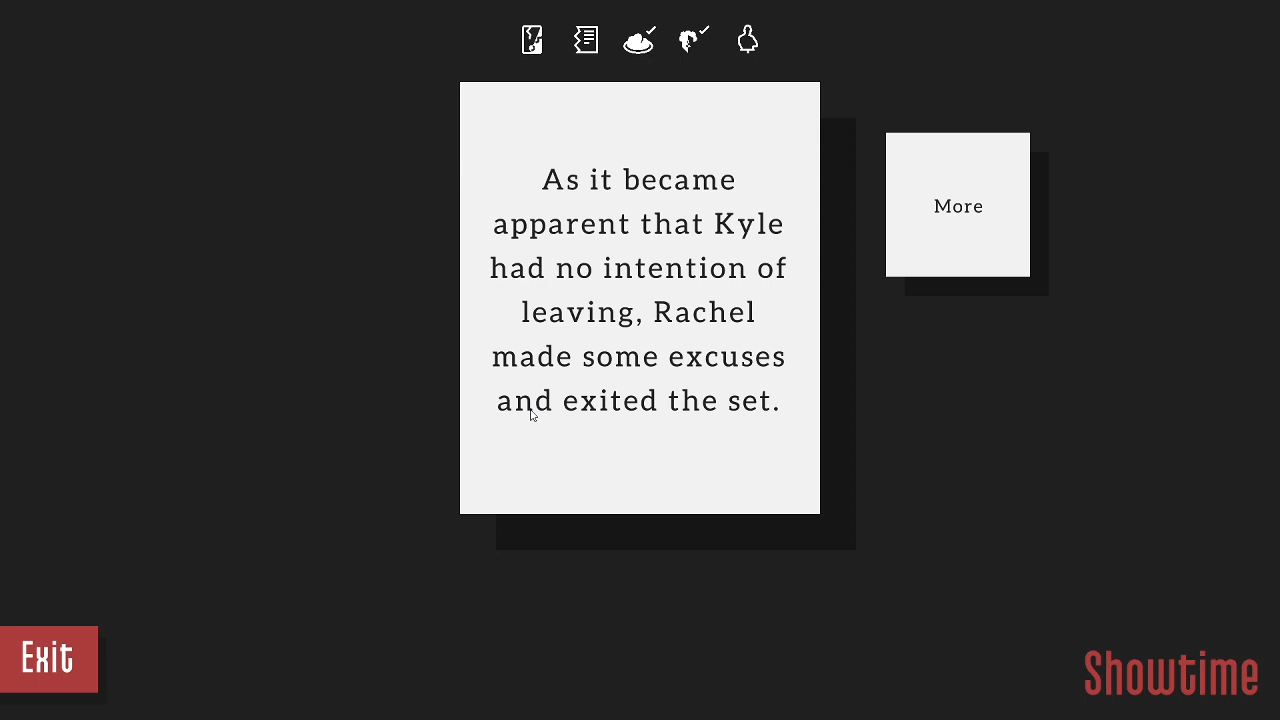 As it became
apparent that Kyle
had no intention of
leaving, Rachel
made some excuses
and exited the set.
More
Exit
Showtime